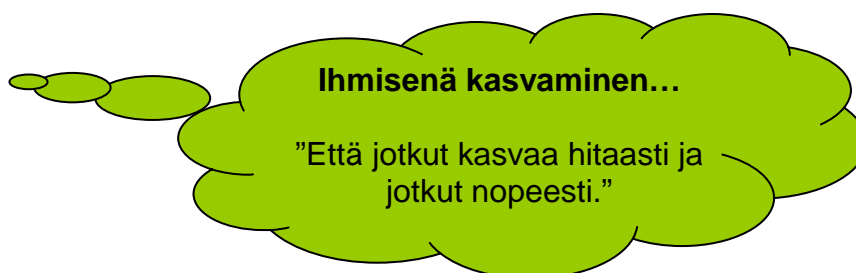 Ihmisenä kasvaminen…
”Että jotkut kasvaa hitaasti ja
jotkut nopeesti.”